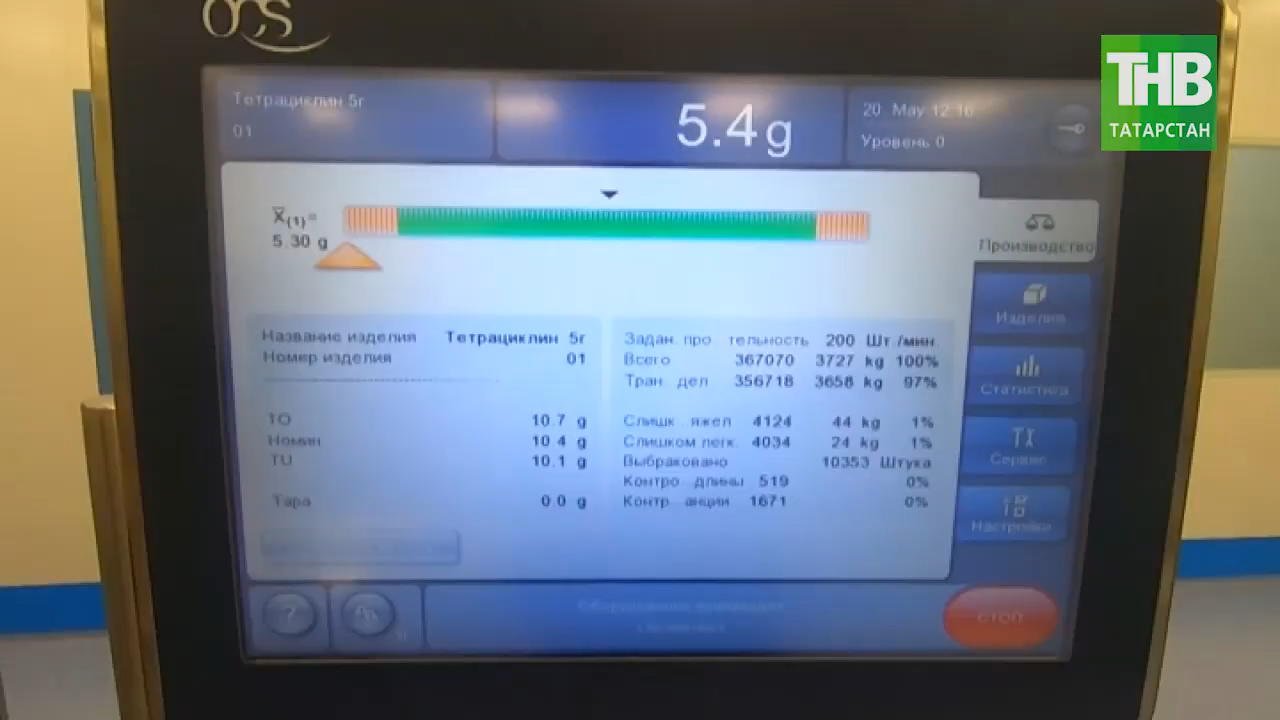 OCS
ТНВ
ТАТАРСТАН
Тетрациклин 5г
01
5.4g
20 May 12:16
Уровень 0
X(1)=
5.30 g
Производство
Изделия
Статистика
Сервис
Настройки
Название изделия Тетрациклин 5г
Номер изделия 01
TO 10.7 g
Номин 10.4 g
TU 10.1 g
Тара 0.0 g
Задан. про тельность 200 Шт./мин.
Всего 367070 3727 kg 100%
Тран. дел 356718 3658 kg 97%
Слишк яжел 4124 44 kg 1%
Слишком легк. 4034 24 kg 1%
Выбраковано 10353 Штука
Контро длины 519 0%
Контр анции 1671 0%
?
Оборудование
СТОП